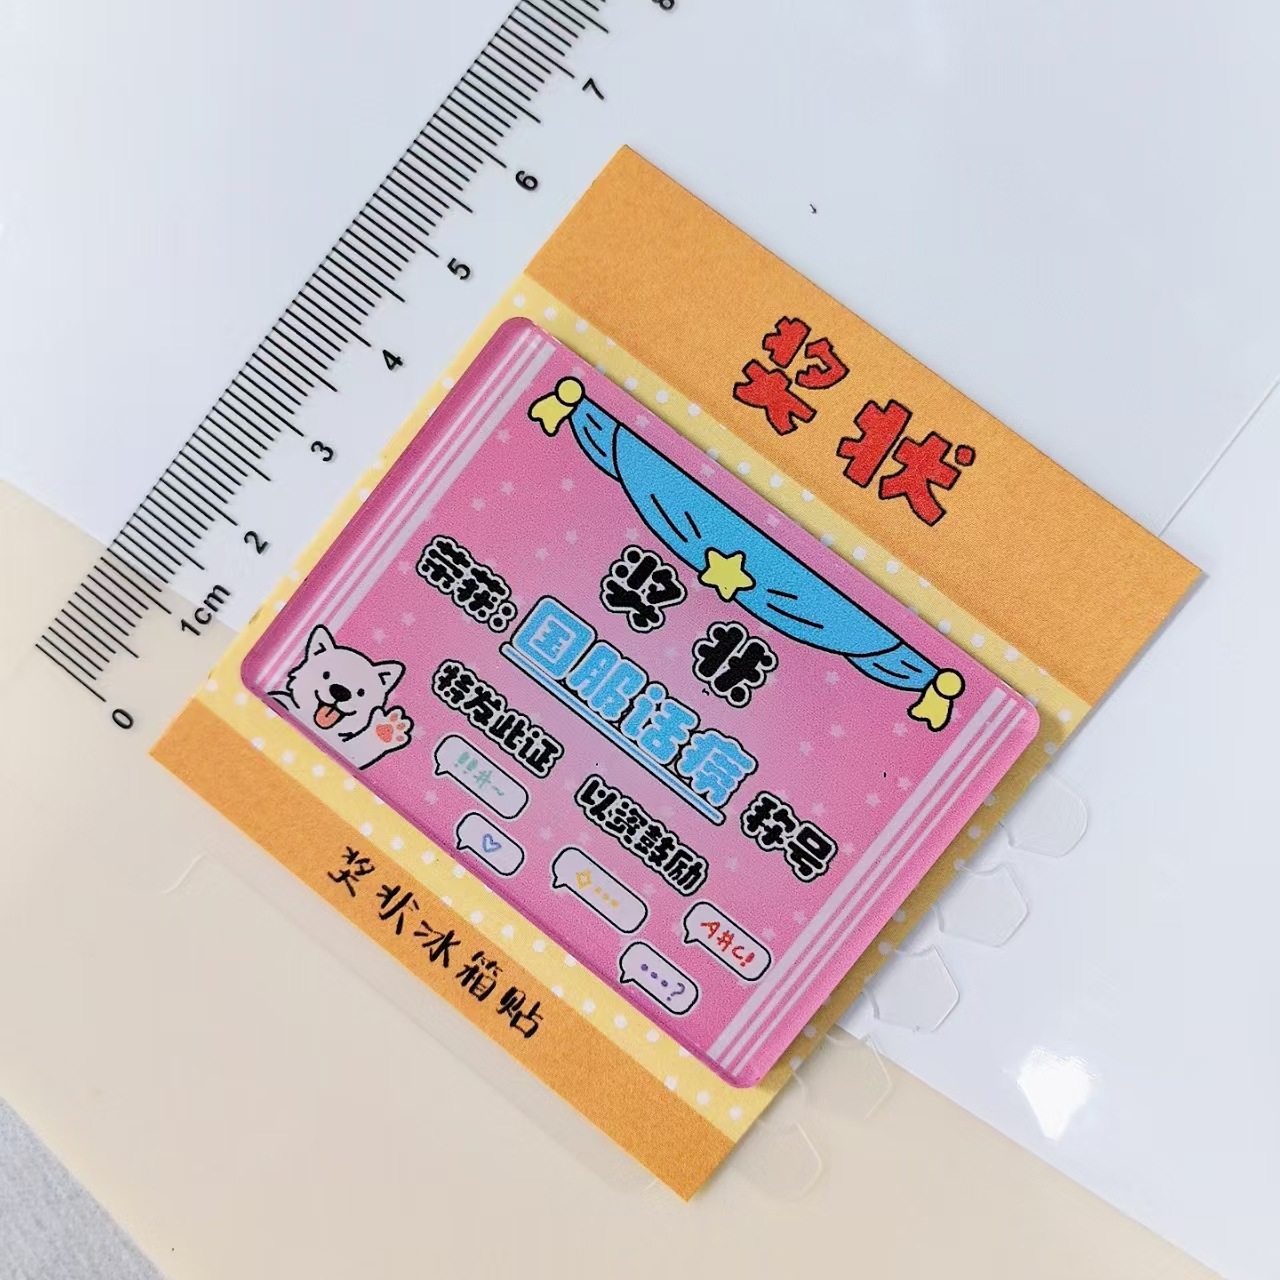 8
7
6
5
4
3
2
1cm
0
奖状
奖状
荣获：
国服话痨 称号
特发此证
以资鼓励
!!#~
...
A#C!
...?
奖状冰箱贴